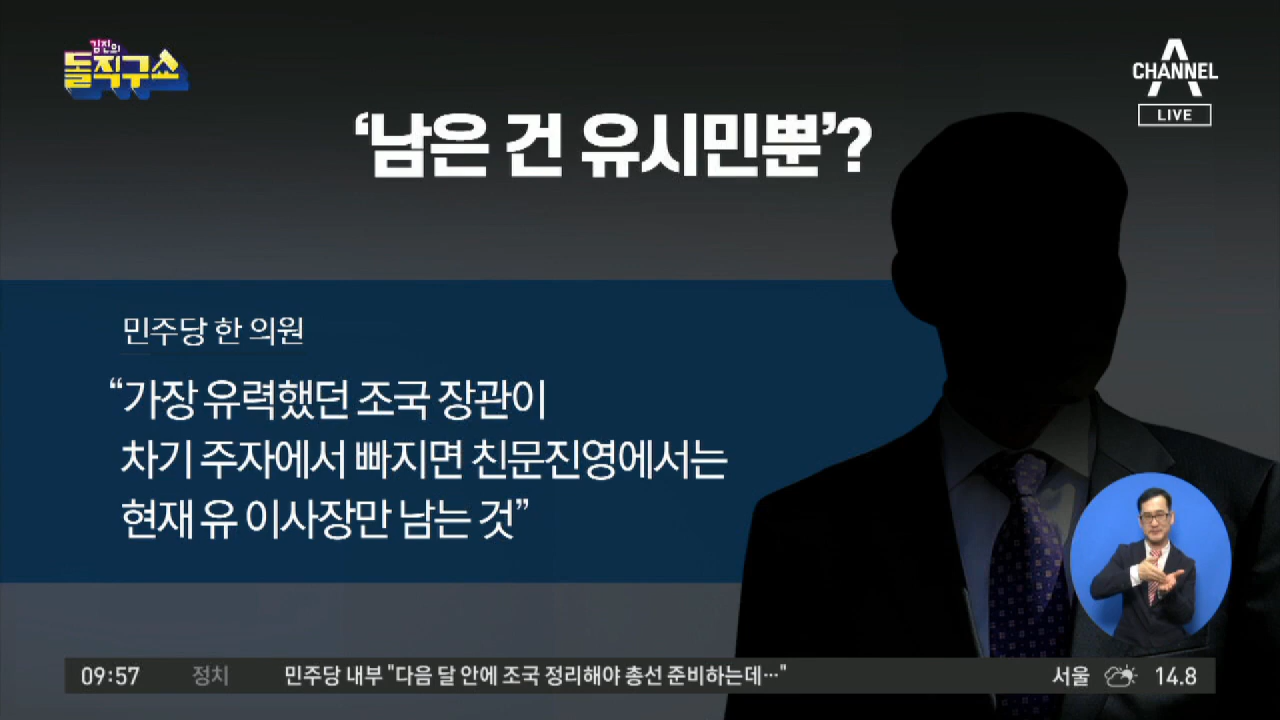 김진의
돌직구쇼
CHANNEL A
LIVE
‘남은 건 유시민뿐’?
민주당 한 의원
“가장 유력했던 조국 장관이
차기 주자에서 빠지면 친문진영에서는
현재 유 이사장만 남는 것”
09:57 정치 민주당 내부 "다음 달 안에 조국 정리해야 총선 준비하는데…" 서울 14.8